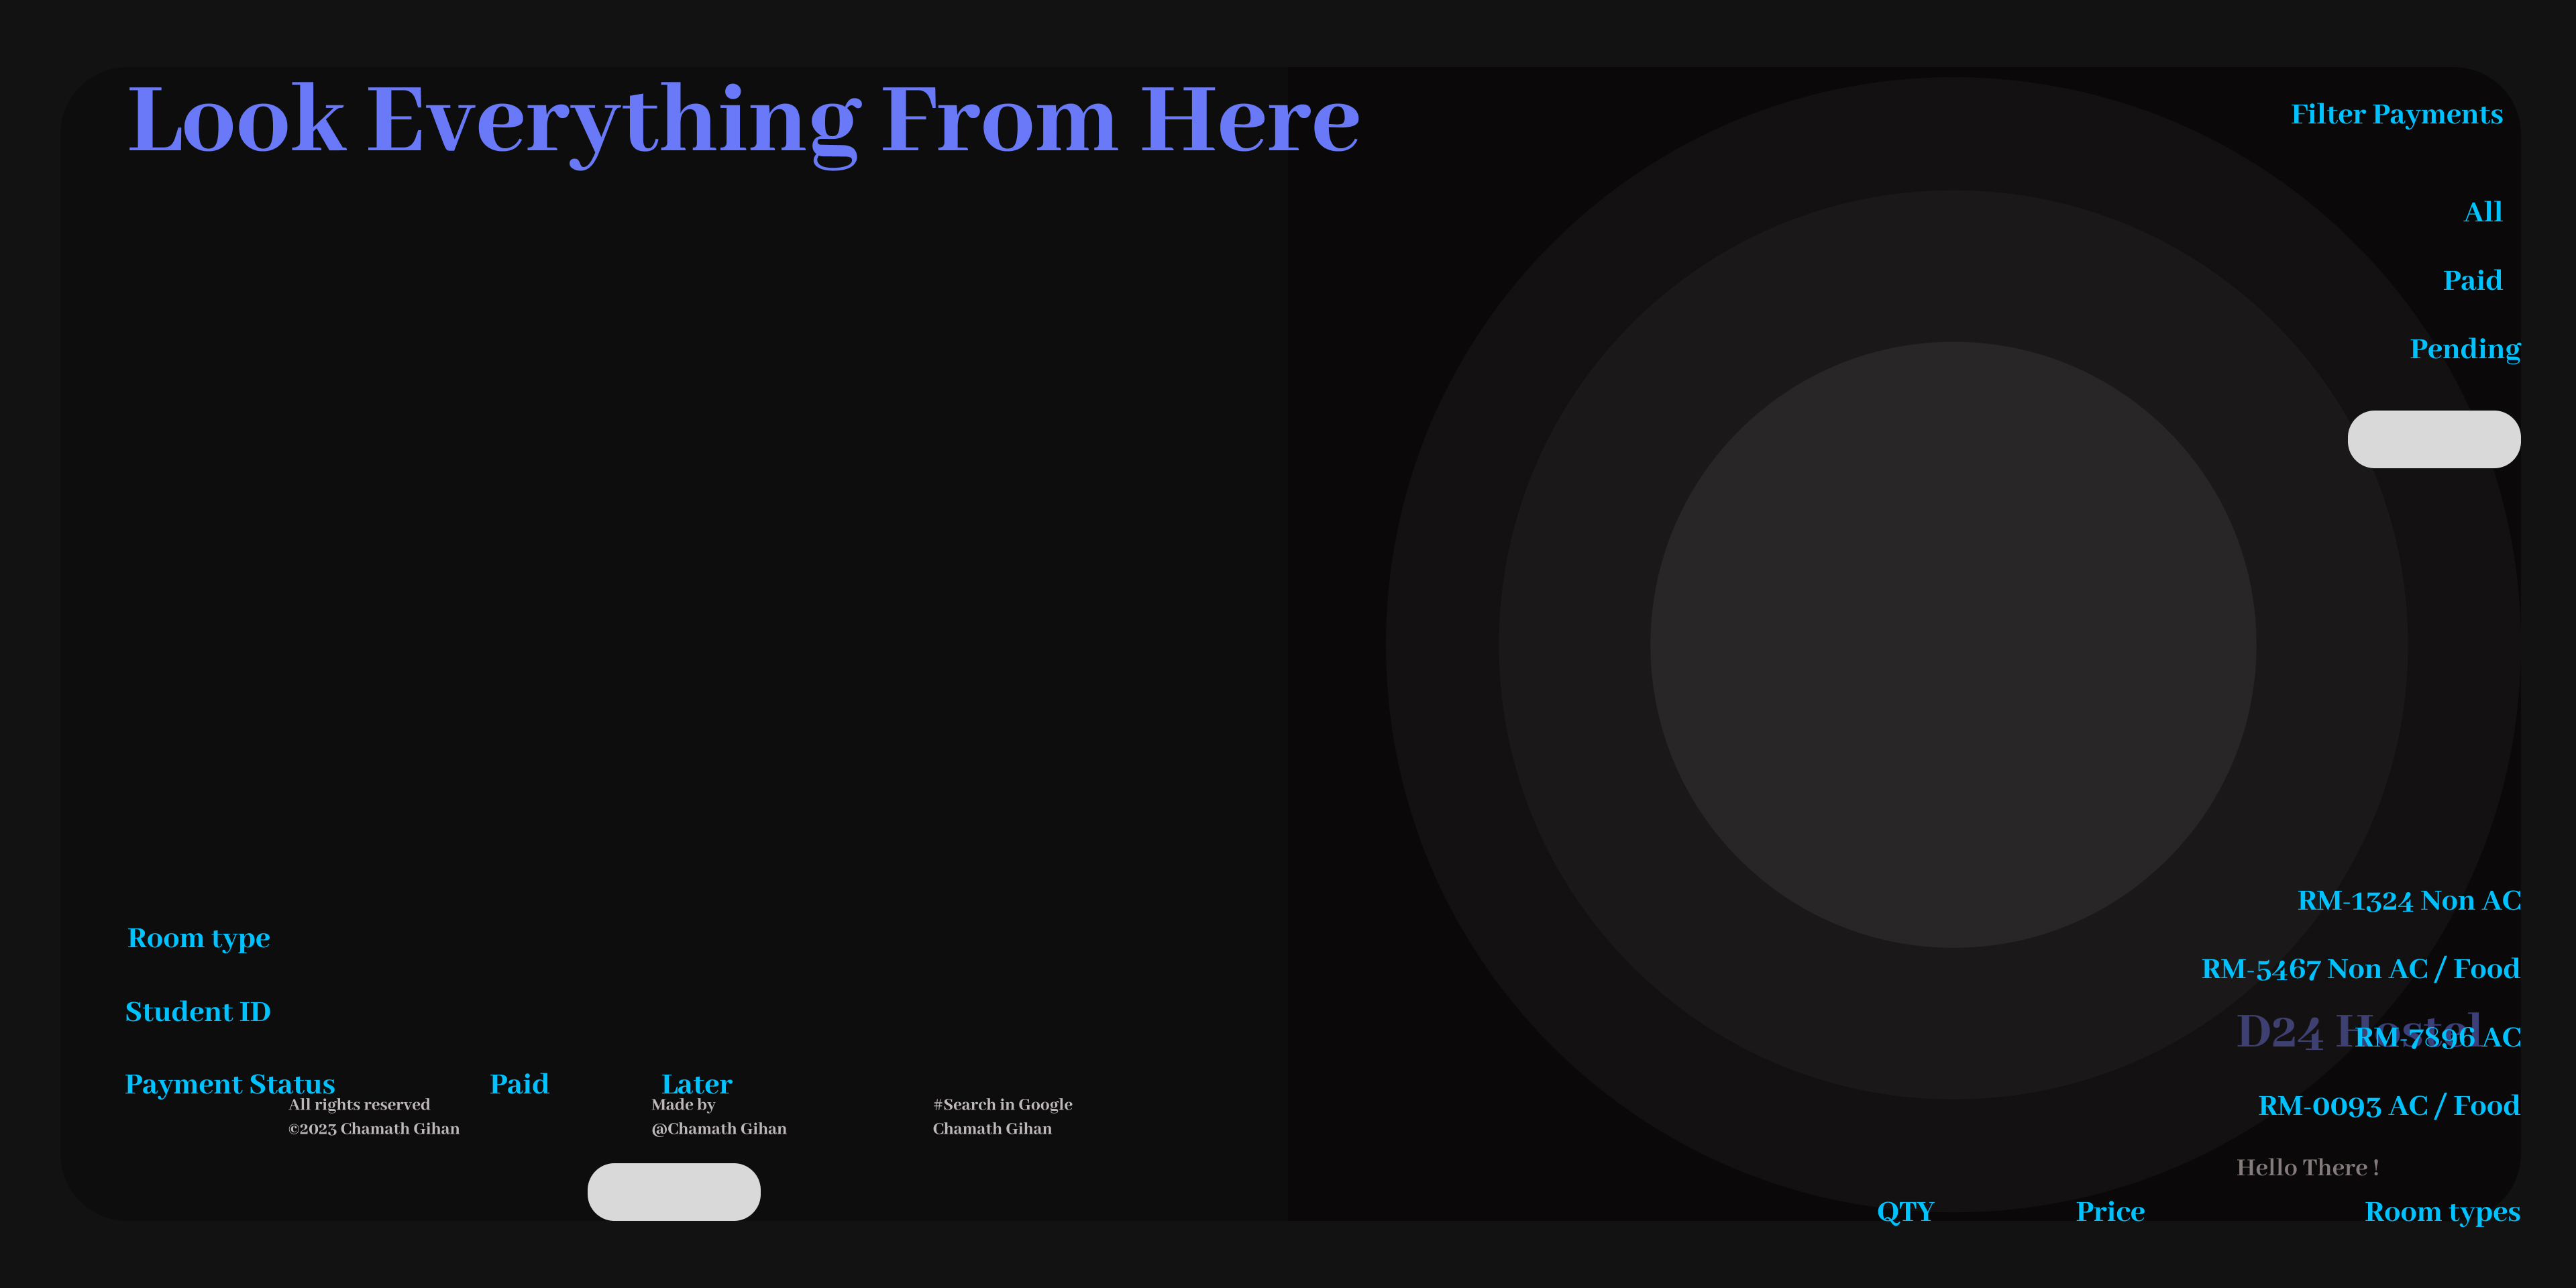 Look Everything From Here
Filter Payments
All
Paid
Pending
RM-1324 Non AC
Room type
RM-5467 Non AC / Food
Student ID
D24 Hostel
RM-7896 AC
Payment Status
Paid
Later
All rights reserved
©2023 Chamath Gihan
Made by
@Chamath Gihan
#Search in Google
Chamath Gihan
RM-0093 AC / Food
Hello There !
QTY
Price
Room types